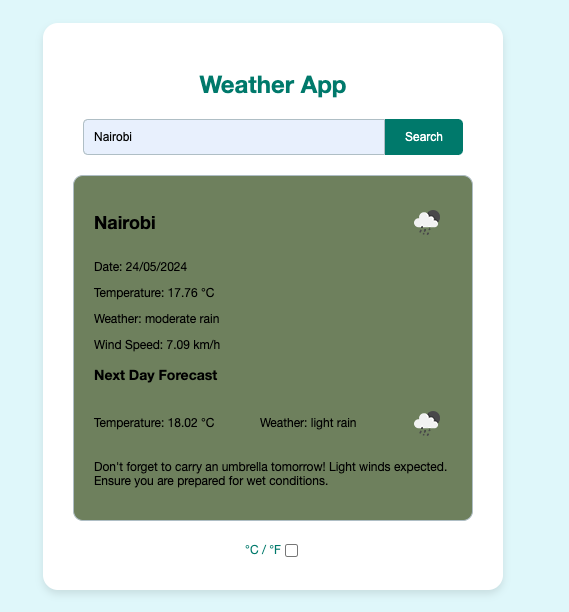 Weather App
Nairobi
Search
Nairobi
Date: 24/05/2024
Temperature: 17.76 °C
Weather: moderate rain
Wind Speed: 7.09 km/h
Next Day Forecast
Temperature: 18.02 °C Weather: light rain
Don't forget to carry an umbrella tomorrow! Light winds expected.
Ensure you are prepared for wet conditions.
°C / °F